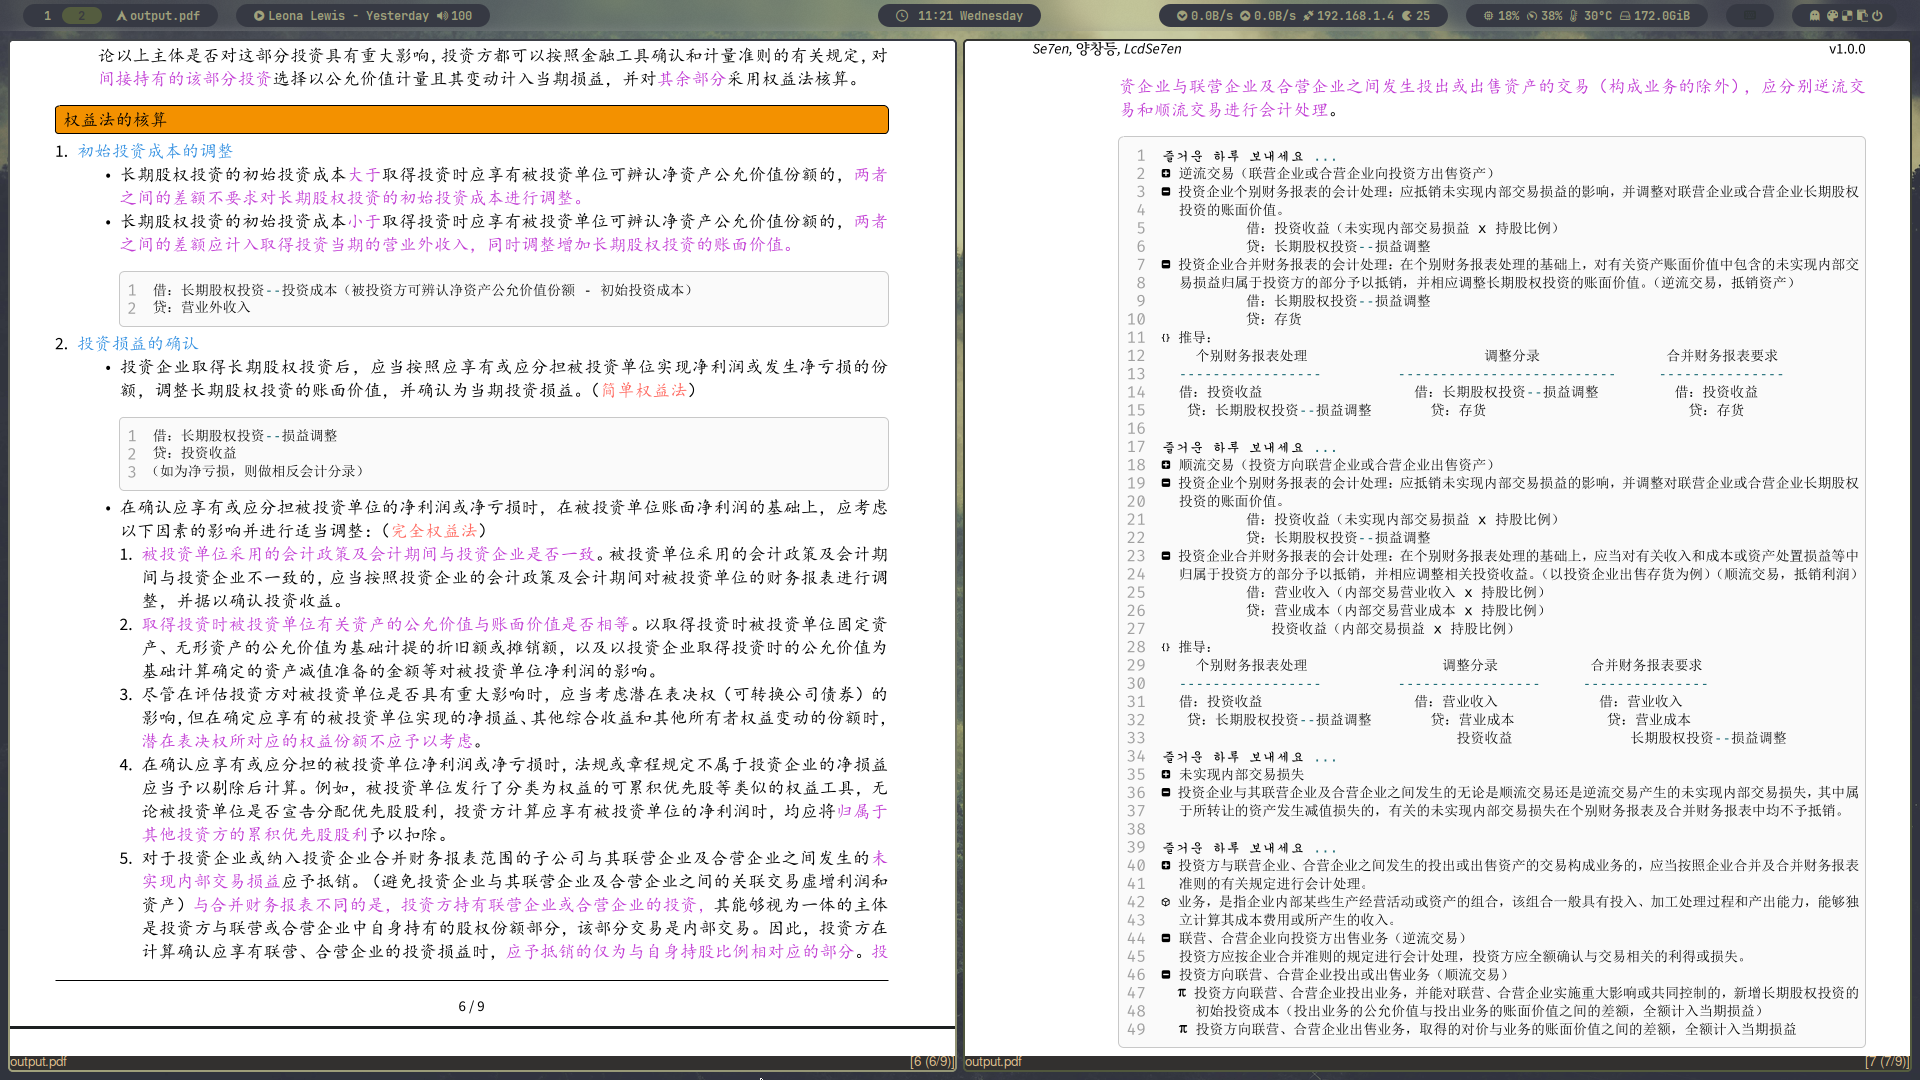 1 2 output.pdf Leona Lewis - Yesterday 100 11:21 Wednesday 0.0B/s 0.0B/s 192.168.1.4 25 18% 38% 30°C 172.0GiB
论以上主体是否对这部分投资具有重大影响,投资方都可以按照金融工具确认和计量准则的有关规定,对
间接持有的该部分投资选择以公允价值计量且其变动计入当期损益，并对其余部分采用权益法核算。
权益法的核算
1. 初始投资成本的调整
• 长期股权投资的初始投资成本大于取得投资时应享有被投资单位可辨认净资产公允价值份额的，两者
之间的差额不要求对长期股权投资的初始投资成本进行调整。
• 长期股权投资的初始投资成本小于取得投资时应享有被投资单位可辨认净资产公允价值份额的，两者
之间的差额应计入取得投资当期的营业外收入，同时调整增加长期股权投资的账面价值。
1 借：长期股权投资--投资成本（被投资方可辨认净资产公允价值份额 - 初始投资成本）
2 贷：营业外收入
2. 投资损益的确认
• 投资企业取得长期股权投资后，应当按照应享有或应分担被投资单位实现净利润或发生净亏损的份
额，调整长期股权投资的账面价值，并确认为当期投资损益。（简单权益法）
1 借：长期股权投资--损益调整
2 贷：投资收益
3 （如为净亏损，则做相反会计分录）
• 在确认应享有或应分担被投资单位的净利润或净亏损时，在被投资单位账面净利润的基础上，应考虑
以下因素的影响并进行适当调整：（完全权益法）
1. 被投资单位采用的会计政策及会计期间与投资企业是否一致。被投资单位采用的会计政策及会计期
间与投资企业不一致的，应当按照投资企业的会计政策及会计期间对被投资单位的财务报表进行调
整，并据以确认投资收益。
2. 取得投资时被投资单位有关资产的公允价值与账面价值是否相等。以取得投资时被投资单位固定资
产、无形资产的公允价值为基础计提的折旧额或摊销额，以及以投资企业取得投资时的公允价值为
基础计算确定的资产减值准备的金额等对被投资单位净利润的影响。
3. 尽管在评估投资方对被投资单位是否具有重大影响时，应当考虑潜在表决权（可转换公司债券）的
影响,但在确定应享有的被投资单位实现的净损益、其他综合收益和其他所有者权益变动的份额时,
潜在表决权所对应的权益份额不应予以考虑。
4. 在确认应享有或应分担的被投资单位净利润或净亏损时，法规或章程规定不属于投资企业的净损益
应当予以剔除后计算。例如，被投资单位发行了分类为权益的可累积优先股等类似的权益工具，无
论被投资单位是否宣告分配优先股股利，投资方计算应享有被投资单位的净利润时，均应将归属于
其他投资方的累积优先股股利予以扣除。
5. 对于投资企业或纳入投资企业合并财务报表范围的子公司与其联营企业及合营企业之间发生的未
实现内部交易损益应予抵销。（避免投资企业与其联营企业及合营企业之间的关联交易虚增利润和
资产）与合并财务报表不同的是，投资方持有联营企业或合营企业的投资，其能够视为一体的主体
是投资方与联营或合营企业中自身持有的股权份额部分，该部分交易是内部交易。因此，投资方在
计算确认应享有联营、合营企业的投资损益时，应予抵销的仅为与自身持股比例相对应的部分。投
6 / 9
output.pdf [6 (6/9)]
Se7en, 양창등, LcdSe7en v1.0.0
资企业与联营企业及合营企业之间发生投出或出售资产的交易（构成业务的除外），应分别逆流交
易和顺流交易进行会计处理。
1 즐거운 하루 보내세요 ...
2 逆流交易（联营企业或合营企业向投资方出售资产）
3 投资企业个别财务报表的会计处理：应抵销未实现内部交易损益的影响，并调整对联营企业或合营企业长期股权
4 投资的账面价值。
5 借：投资收益（未实现内部交易损益 x 持股比例）
6 贷：长期股权投资--损益调整
7 投资企业合并财务报表的会计处理：在个别财务报表处理的基础上，对有关资产账面价值中包含的未实现内部交
8 易损益归属于投资方的部分予以抵销，并相应调整长期股权投资的账面价值。（逆流交易，抵销资产）
9 借：长期股权投资--损益调整
10 贷：存货
11 {} 推导：
12 个别财务报表处理 调整分录 合并财务报表要求
13 ----------------- -------------------------- ---------------
14 借：投资收益 借：长期股权投资--损益调整 借：投资收益
15 贷：长期股权投资--损益调整 贷：存货 贷：存货
16
17 즐거운 하루 보내세요 ...
18 顺流交易（投资方向联营企业或合营企业出售资产）
19 投资企业个别财务报表的会计处理：应抵销未实现内部交易损益的影响，并调整对联营企业或合营企业长期股权
20 投资的账面价值。
21 借：投资收益（未实现内部交易损益 x 持股比例）
22 贷：长期股权投资--损益调整
23 投资企业合并财务报表的会计处理：在个别财务报表处理的基础上，应当对有关收入和成本或资产处置损益等中
24 归属于投资方的部分予以抵销，并相应调整相关投资收益。（以投资企业出售存货为例）（顺流交易，抵销利润）
25 借：营业收入（内部交易营业收入 x 持股比例）
26 贷：营业成本（内部交易营业成本 x 持股比例）
27 投资收益（内部交易损益 x 持股比例）
28 {} 推导：
29 个别财务报表处理 调整分录 合并财务报表要求
30 ----------------- ----------------- ---------------
31 借：投资收益 借：营业收入 借：营业收入
32 贷：长期股权投资--损益调整 贷：营业成本 贷：营业成本
33 投资收益 长期股权投资--损益调整
34 즐거운 하루 보내세요 ...
35 未实现内部交易损失
36 投资企业与其联营企业及合营企业之间发生的无论是顺流交易还是逆流交易产生的未实现内部交易损失，其中属
37 于所转让的资产发生减值损失的，有关的未实现内部交易损失在个别财务报表及合并财务报表中均不予抵销。
38
39 즐거운 하루 보내세요 ...
40 投资方与联营企业、合营企业之间发生的投出或出售资产的交易构成业务的，应当按照企业合并及合并财务报表
41 准则的有关规定进行会计处理。
42 业务，是指企业内部某些生产经营活动或资产的组合，该组合一般具有投入、加工处理过程和产出能力，能够独
43 立计算其成本费用或所产生的收入。
44 联营、合营企业向投资方出售业务（逆流交易）
45 投资方应按企业合并准则的规定进行会计处理，投资方应全额确认与交易相关的利得或损失。
46 投资方向联营、合营企业投出或出售业务（顺流交易）
47 π 投资方向联营、合营企业投出业务，并能对联营、合营企业实施重大影响或共同控制的，新增长期股权投资的
48 初始投资成本（投出业务的公允价值与投出业务的账面价值之间的差额，全额计入当期损益）
49 π 投资方向联营、合营企业出售业务，取得的对价与业务的账面价值之间的差额，全额计入当期损益
output.pdf [7 (7/9)]